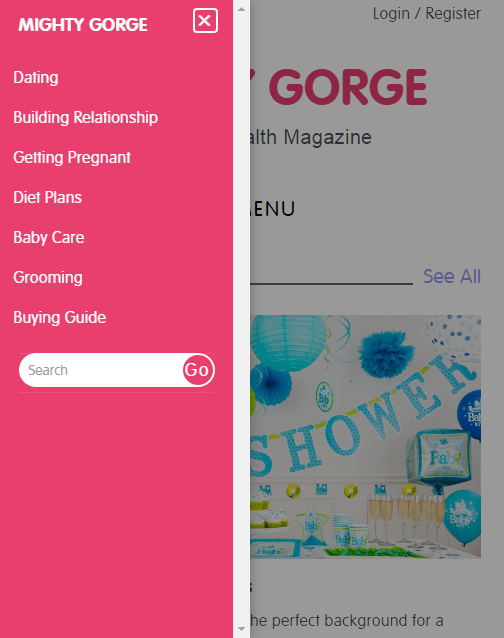 MIGHTY GORGE
Dating
Building Relationship
Getting Pregnant
Diet Plans
Baby Care
Grooming
Buying Guide
Search
Go
Login / Register
GORGE
alth Magazine
ENU
See All
SHOWER
Baby
he perfect background for a